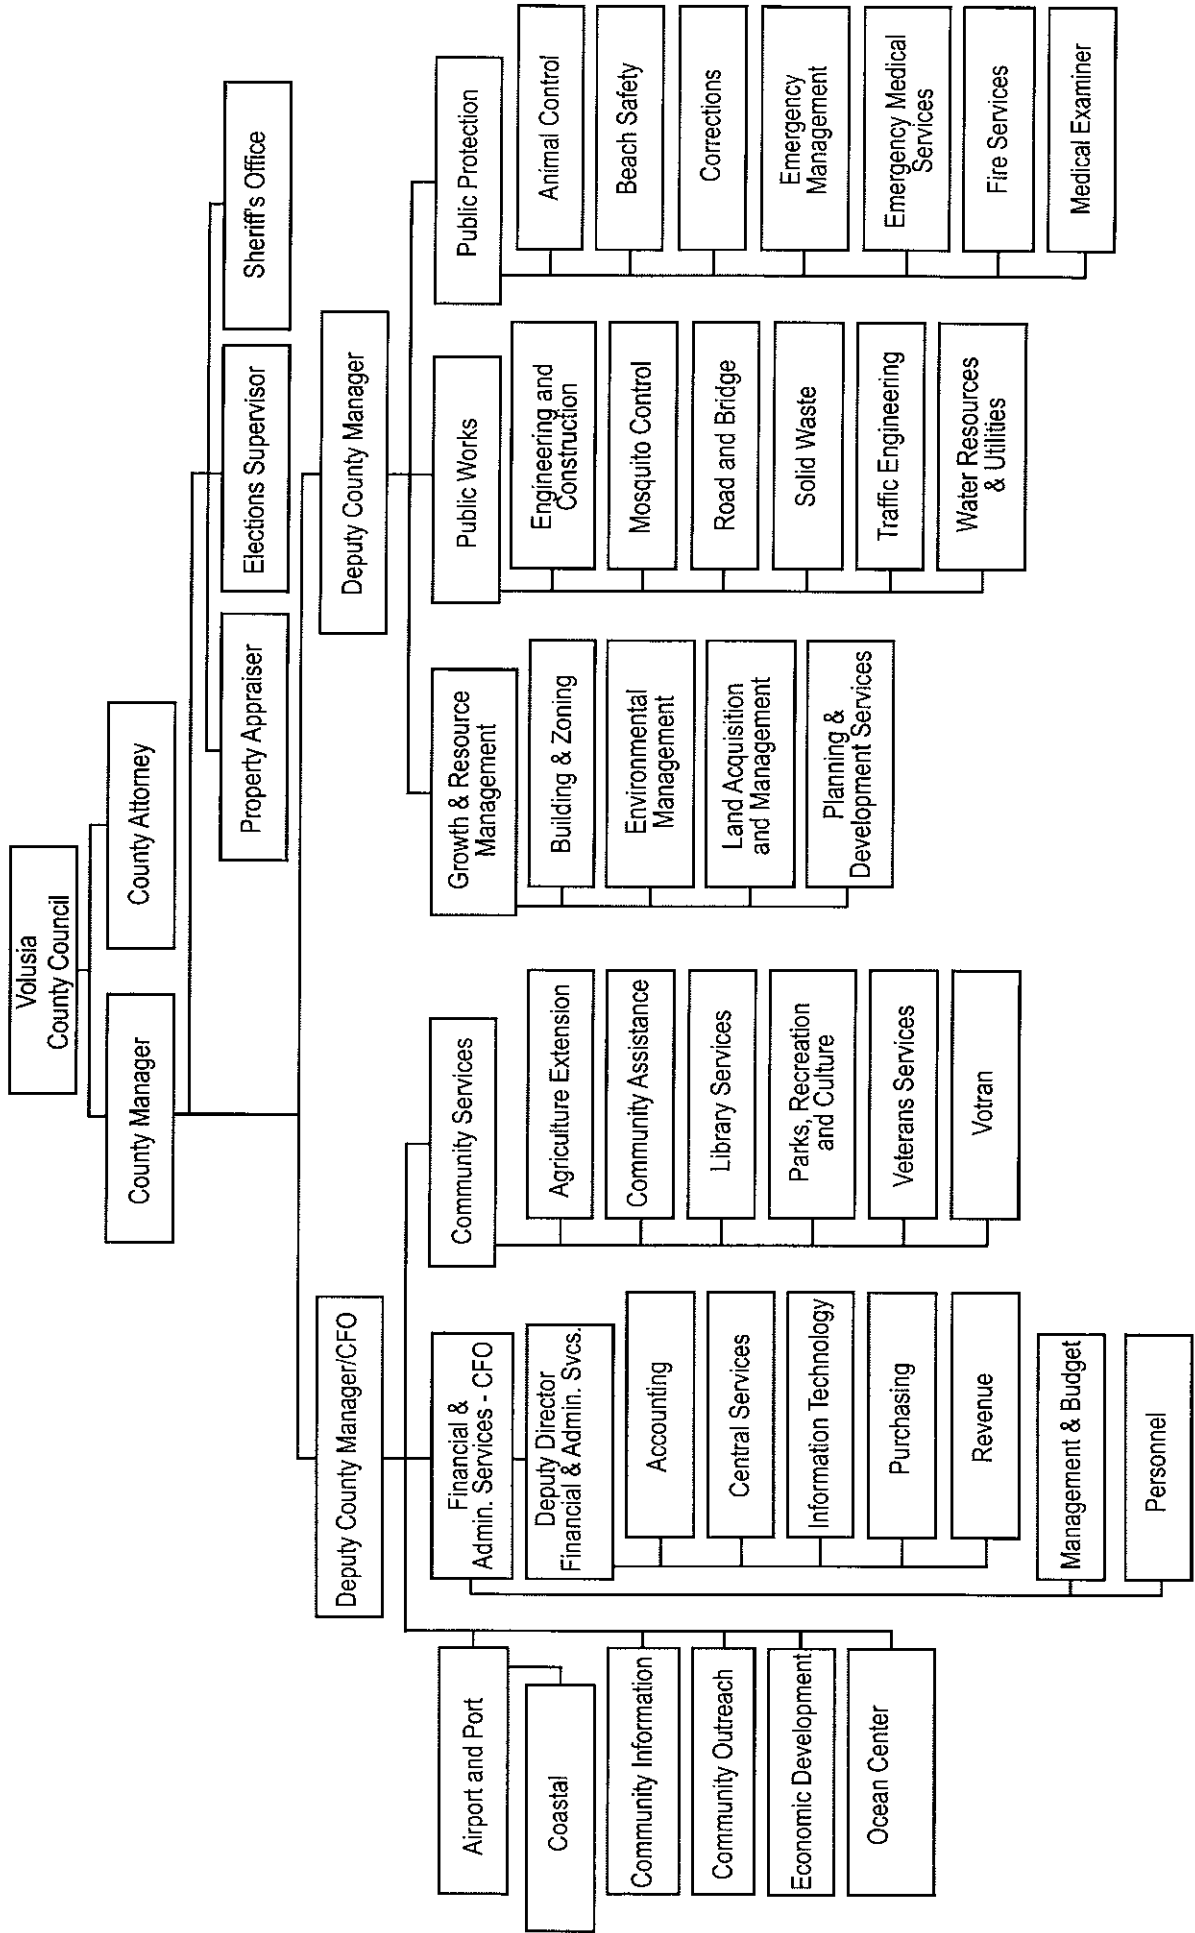 Volusia
County Council
County Manager
County Attorney
Property Appraiser
Elections Supervisor
Sheriff's Office
Deputy County Manager/CFO
Deputy County Manager
Airport and Port
Coastal
Community Information
Community Outreach
Economic Development
Ocean Center
Financial &
Admin. Services - CFO
Deputy Director
Financial & Admin. Svcs.
Accounting
Central Services
Information Technology
Purchasing
Revenue
Management & Budget
Personnel
Community Services
Agriculture Extension
Community Assistance
Library Services
Parks, Recreation
and Culture
Veterans Services
Votran
Growth & Resource
Management
Building & Zoning
Environmental
Management
Land Acquisition
and Management
Planning &
Development Services
Public Works
Engineering and
Construction
Mosquito Control
Road and Bridge
Solid Waste
Traffic Engineering
Water Resources
& Utilities
Public Protection
Animal Control
Beach Safety
Corrections
Emergency
Management
Emergency Medical
Services
Fire Services
Medical Examiner